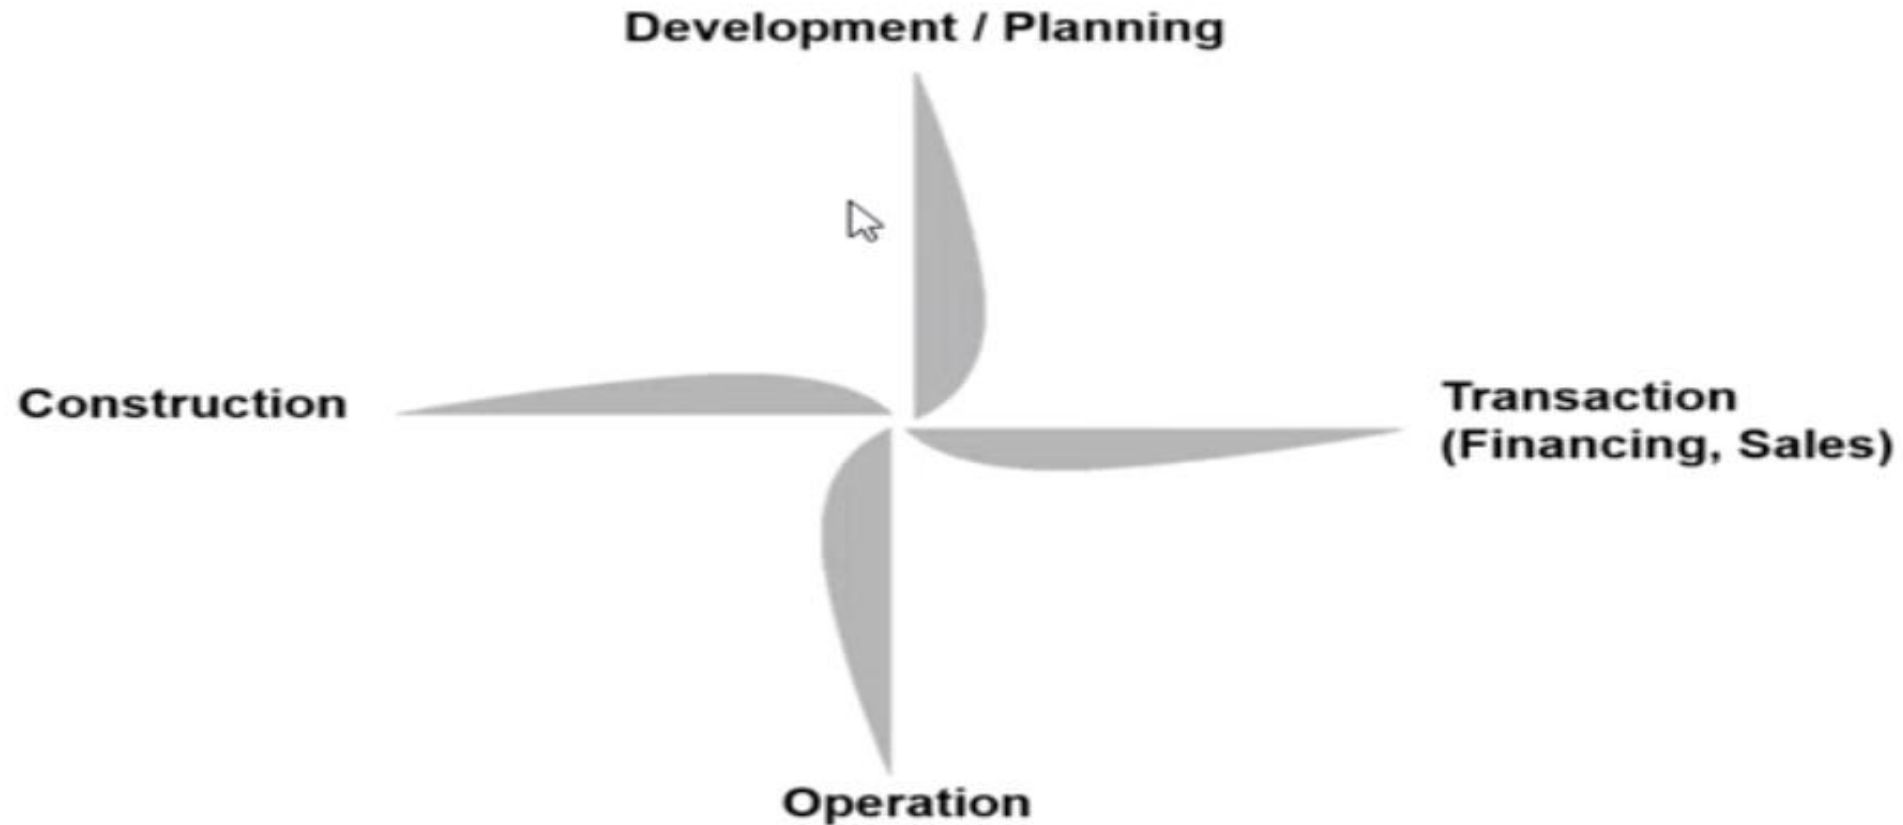 Development / Planning
Construction
Transaction
(Financing, Sales)
Operation